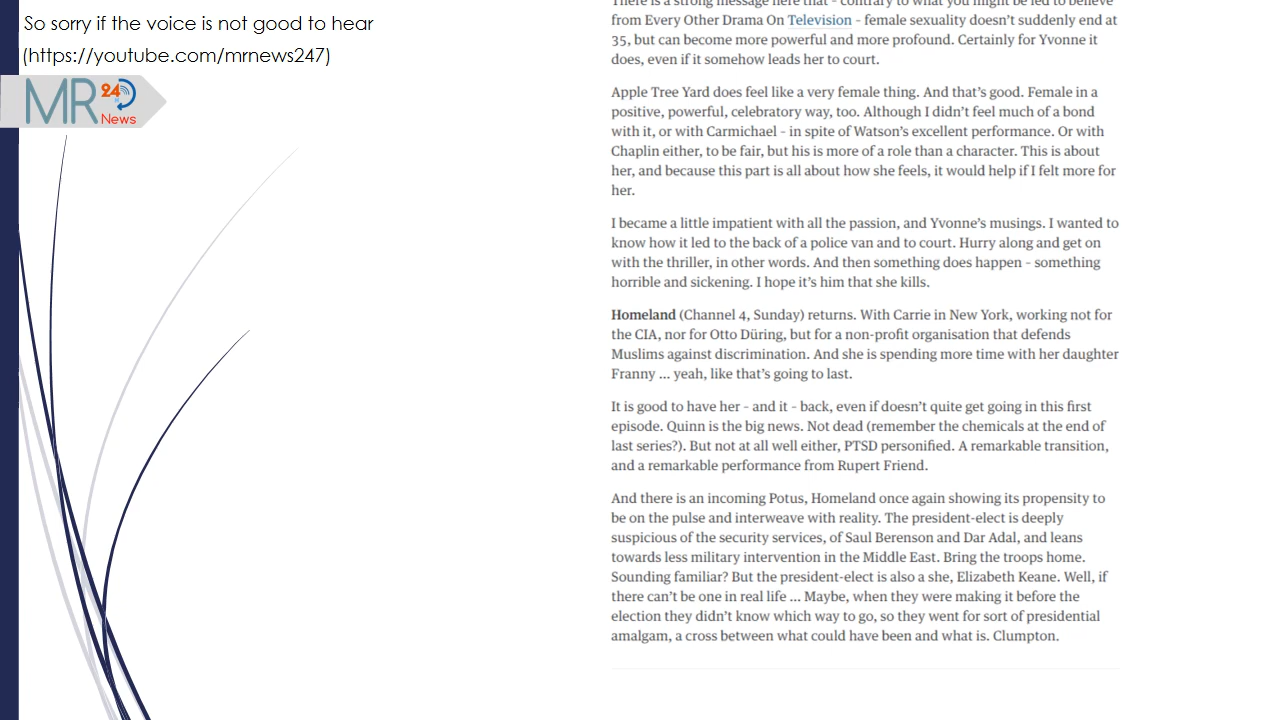 So sorry if the voice is not good to hear
(https://youtube.com/mrnews247)
MR
24
News
There is a strong message here that - contrary to what you might be led to believe
from Every Other Drama On Television - female sexuality doesn't suddenly end at
35, but can become more powerful and more profound. Certainly for Yvonne it
does, even if it somehow leads her to court.
Apple Tree Yard does feel like a very female thing. And that's good. Female in a
positive, powerful, celebratory way, too. Although I didn't feel much of a bond
with it, or with Carmichael - in spite of Watson's excellent performance. Or with
Chaplin either, to be fair, but his is more of a role than a character. This is about
her, and because this part is all about how she feels, it would help if I felt more for
her.
I became a little impatient with all the passion, and Yvonne's musings. I wanted to
know how it led to the back of a police van and to court. Hurry along and get on
with the thriller, in other words. And then something does happen - something
horrible and sickening. I hope it's him that she kills.
Homeland (Channel 4, Sunday) returns. With Carrie in New York, working not for
the CIA, nor for Otto Düring, but for a non-profit organisation that defends
Muslims against discrimination. And she is spending more time with her daughter
Franny ... yeah, like that's going to last.
It is good to have her - and it - back, even if doesn't quite get going in this first
episode. Quinn is the big news. Not dead (remember the chemicals at the end of
last series?). But not at all well either, PTSD personified. A remarkable transition,
and a remarkable performance from Rupert Friend.
And there is an incoming Potus, Homeland once again showing its propensity to
be on the pulse and interweave with reality. The president-elect is deeply
suspicious of the security services, of Saul Berenson and Dar Adal, and leans
towards less military intervention in the Middle East. Bring the troops home.
Sounding familiar? But the president-elect is also a she, Elizabeth Keane. Well, if
there can't be one in real life ... Maybe, when they were making it before the
election they didn't know which way to go, so they went for sort of presidential
amalgam, a cross between what could have been and what is. Clumpton.